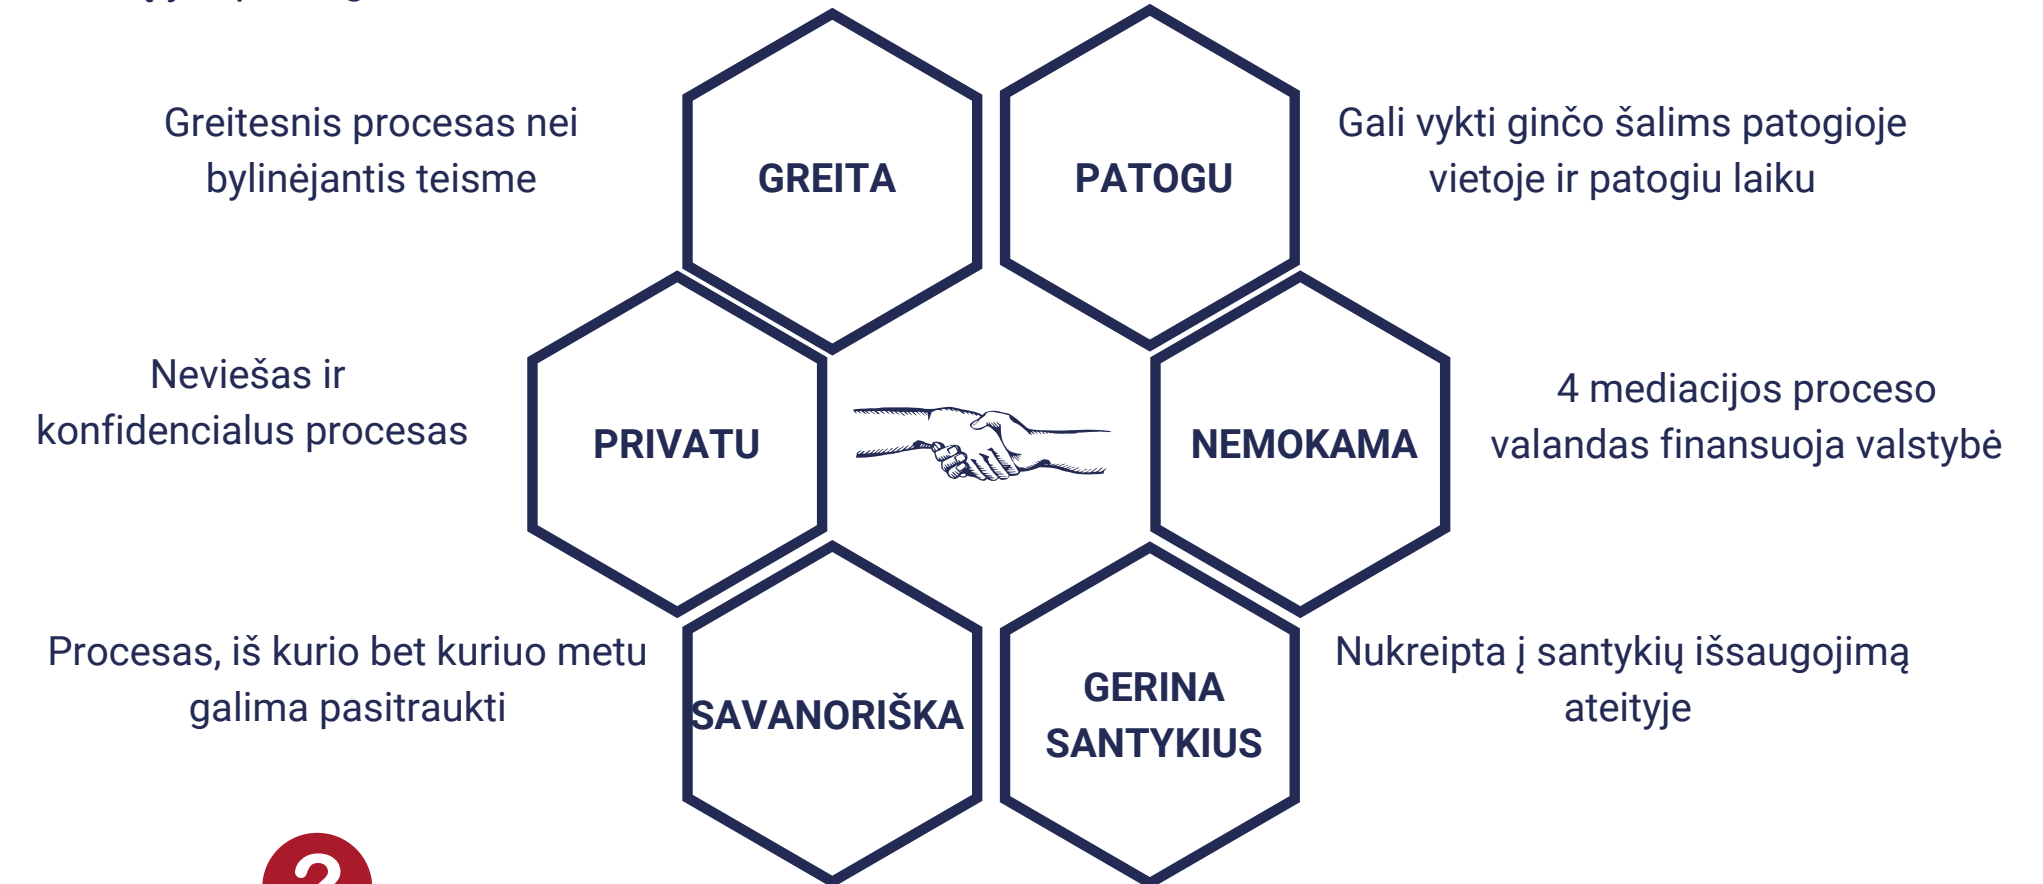 Greitesnis procesas nei
bylinėjantis teisme
GREITA
PATOGU
Gali vykti ginčo šalims patogioje
vietoje ir patogiu laiku
Neviešas ir
konfidencialus procesas
PRIVATU
NEMOKAMA
4 mediacijos proceso
valandas finansuoja valstybė
Procesas, iš kurio bet kuriuo metu
galima pasitraukti
SAVANORIŠKA
GERINA
SANTYKIUS
Nukreipta į santykių išsaugojimą
ateityje
?